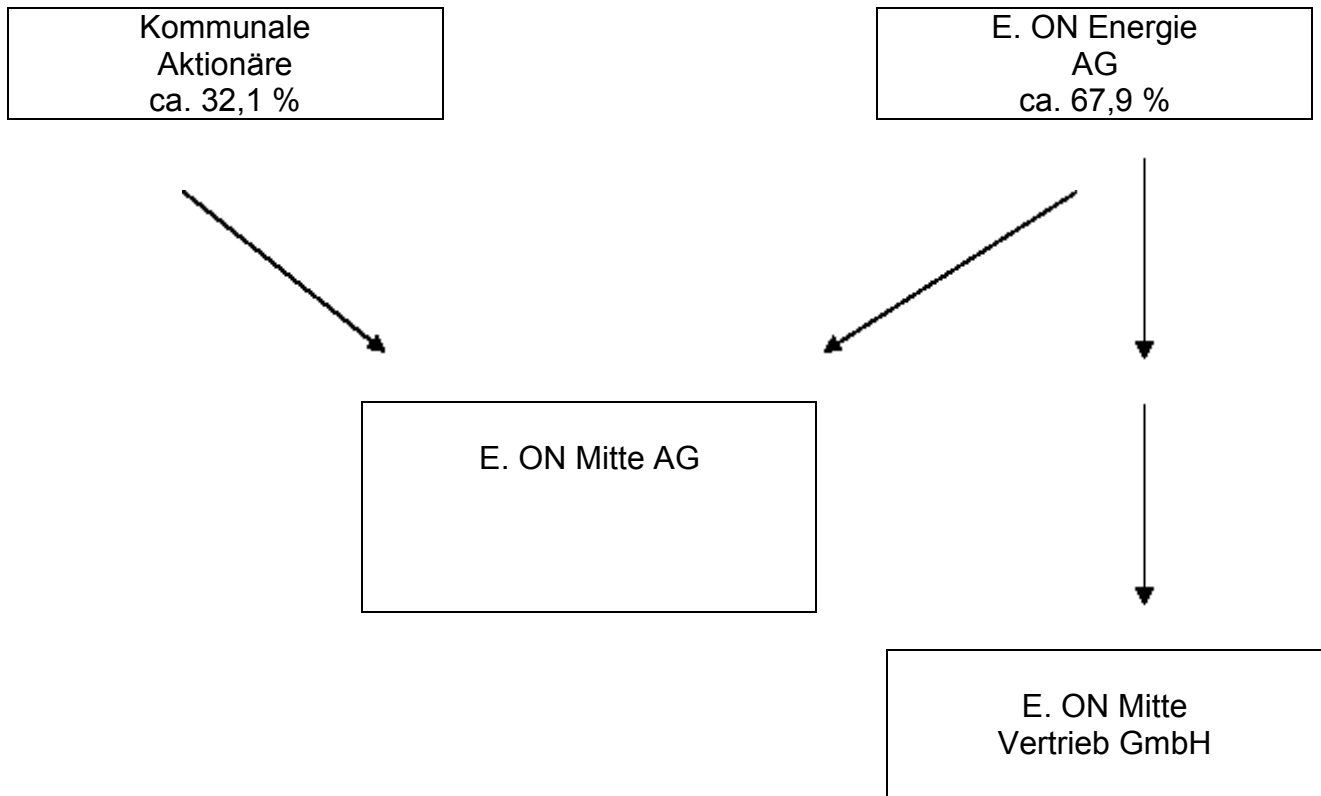 Kommunale
Aktionäre
ca. 32,1 %
E. ON Energie
AG
ca. 67,9 %
E. ON Mitte AG
E. ON Mitte
Vertrieb GmbH